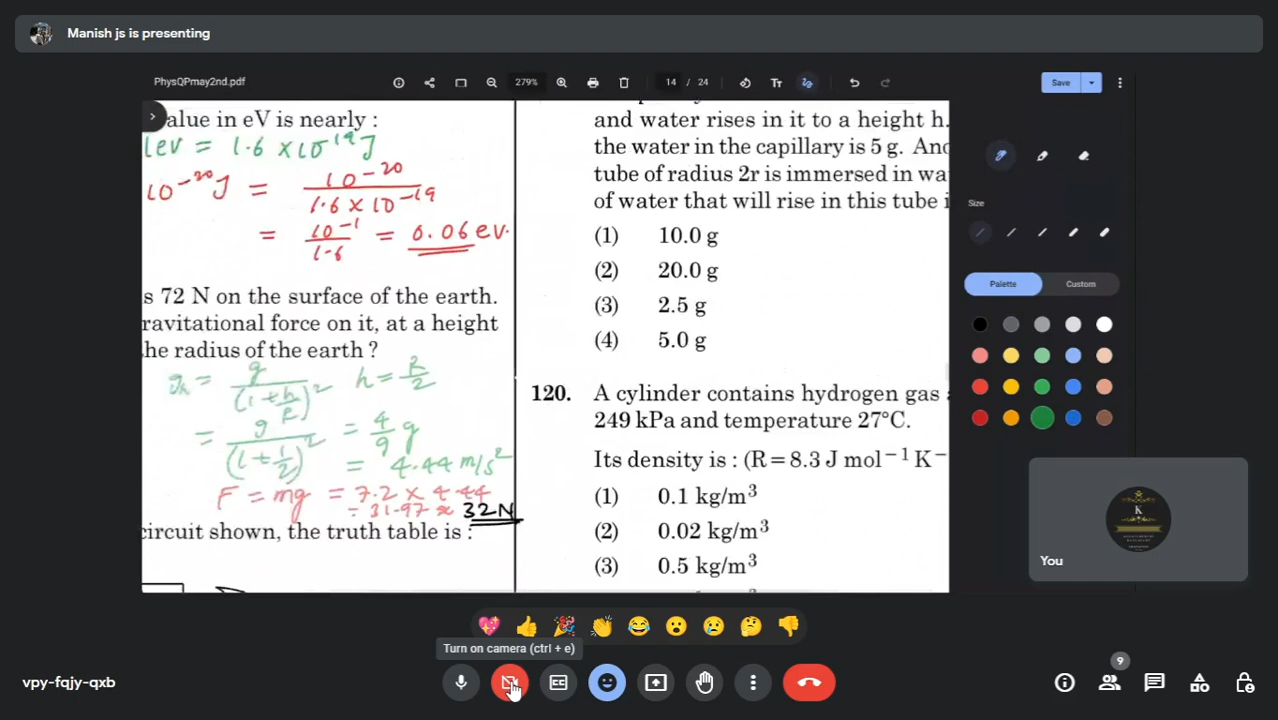 Manish js is presenting
PhysQPmay2nd.pdf
279%
14 / 24
Save
alue in eV is nearly :
1ev = 1.6 × 10¹⁹ J
10⁻²⁰J = 10⁻²⁰
1.6 × 10⁻¹⁹
= 10⁻¹ = 0.06 ev.
1.6
s 72 N on the surface of the earth.
ravitational force on it, at a height
he radius of the earth ?
gh = g h = R
(1 + h)² 2
R
= g = 4 g
(1 + 1)² 9
2 = 4.44 m/s²
F = mg = 7.2 × 4.44
= 31.97 ≈ 32N
circuit shown, the truth table is :
and water rises in it to a height h.
the water in the capillary is 5 g. Ano
tube of radius 2r is immersed in wa
of water that will rise in this tube i
(1) 10.0 g
(2) 20.0 g
(3) 2.5 g
(4) 5.0 g
120. A cylinder contains hydrogen gas
249 kPa and temperature 27°C.
Its density is : (R = 8.3 J mol⁻¹ K⁻
(1) 0.1 kg/m³
(2) 0.02 kg/m³
(3) 0.5 kg/m³
Size
Palette
Custom
K
You
Turn on camera (ctrl + e)
vpy-fqjy-qxb
9